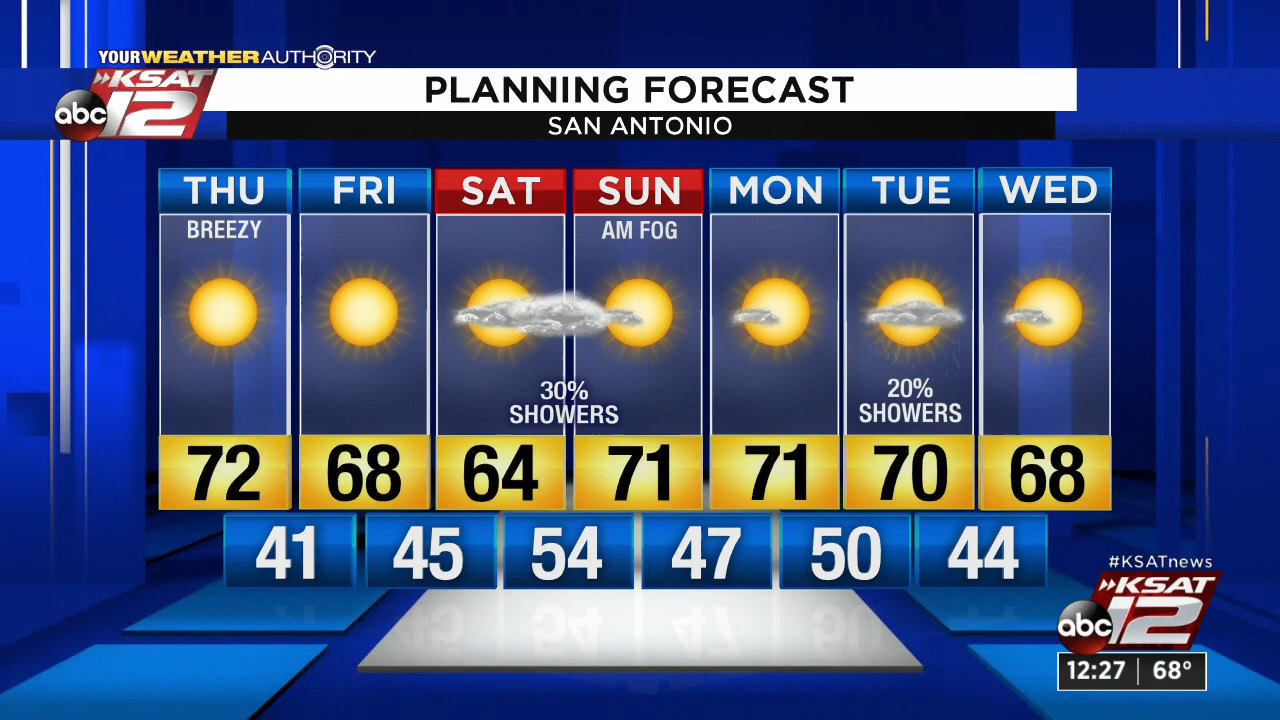 YOURWEATHERAUTHORITY
KSAT
abc 12
PLANNING FORECAST
SAN ANTONIO
THU FRI SAT SUN MON TUE WED
BREEZY AM FOG
30% SHOWERS
20% SHOWERS
72 68 64 71 71 70 68
41 45 54 47 50 44
#KSATnews
KSAT
abc 12
12:27 68°